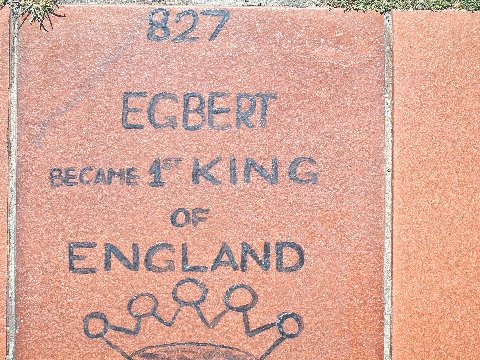 827
EGBERT
BECAME 1ST KING
OF
ENGLAND